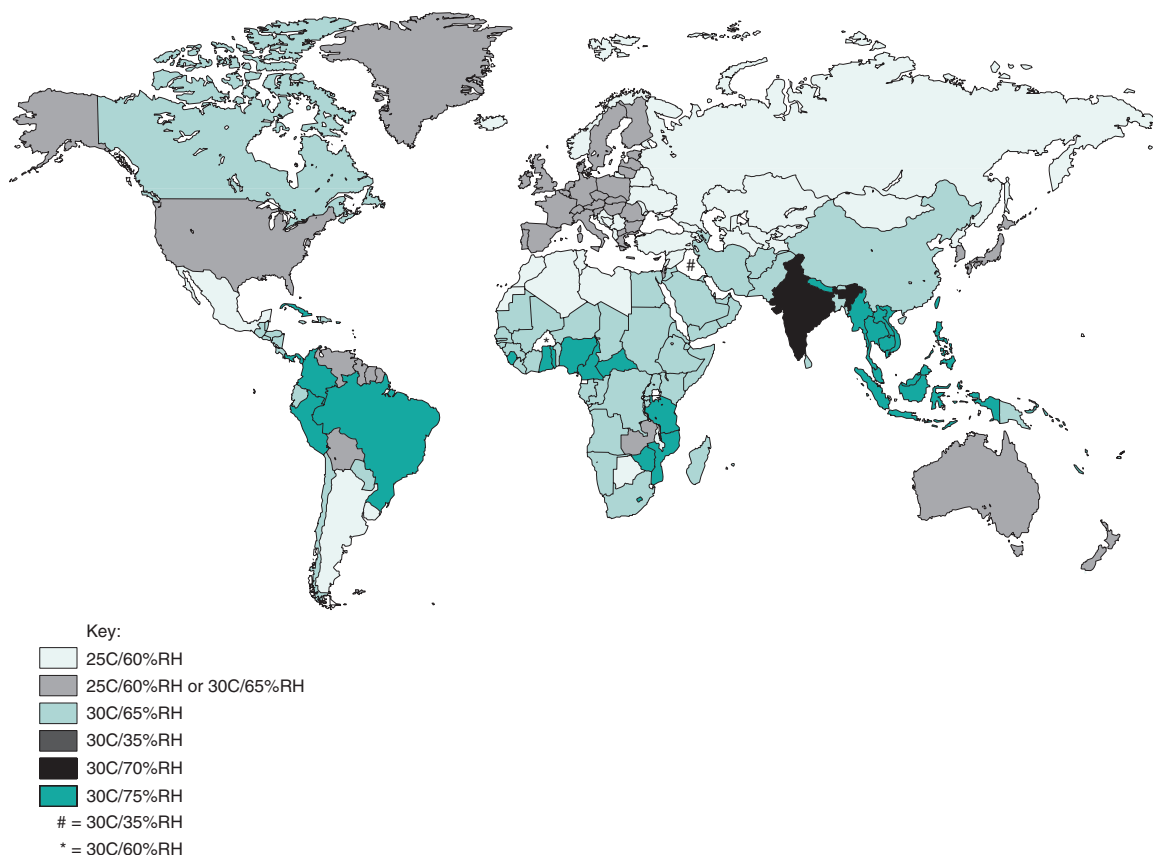 #
*
Key:
25C/60%RH
25C/60%RH or 30C/65%RH
30C/65%RH
30C/35%RH
30C/70%RH
30C/75%RH
# = 30C/35%RH
* = 30C/60%RH